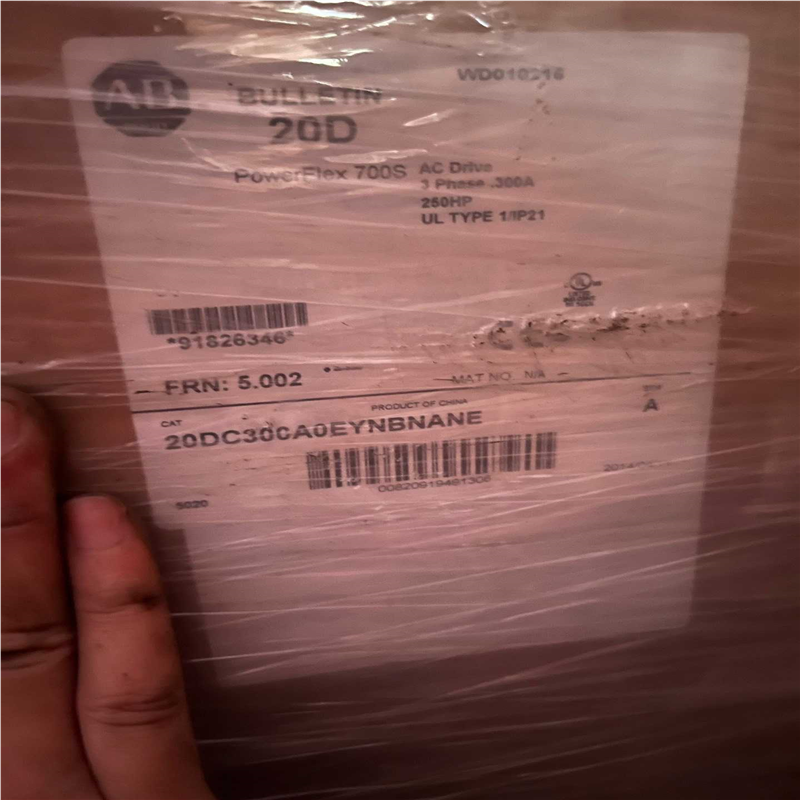 AB
BULLETIN
20D
WD010216
PowerFlex 700S
AC Drive
3 Phase .300A
250HP
UL TYPE 1/IP21
*91826346*
FRN: 5.002
MAT NO N/A
PRODUCT OF CHINA
CAT
20DC300A0EYNBNANE
A
00820919491306
5020